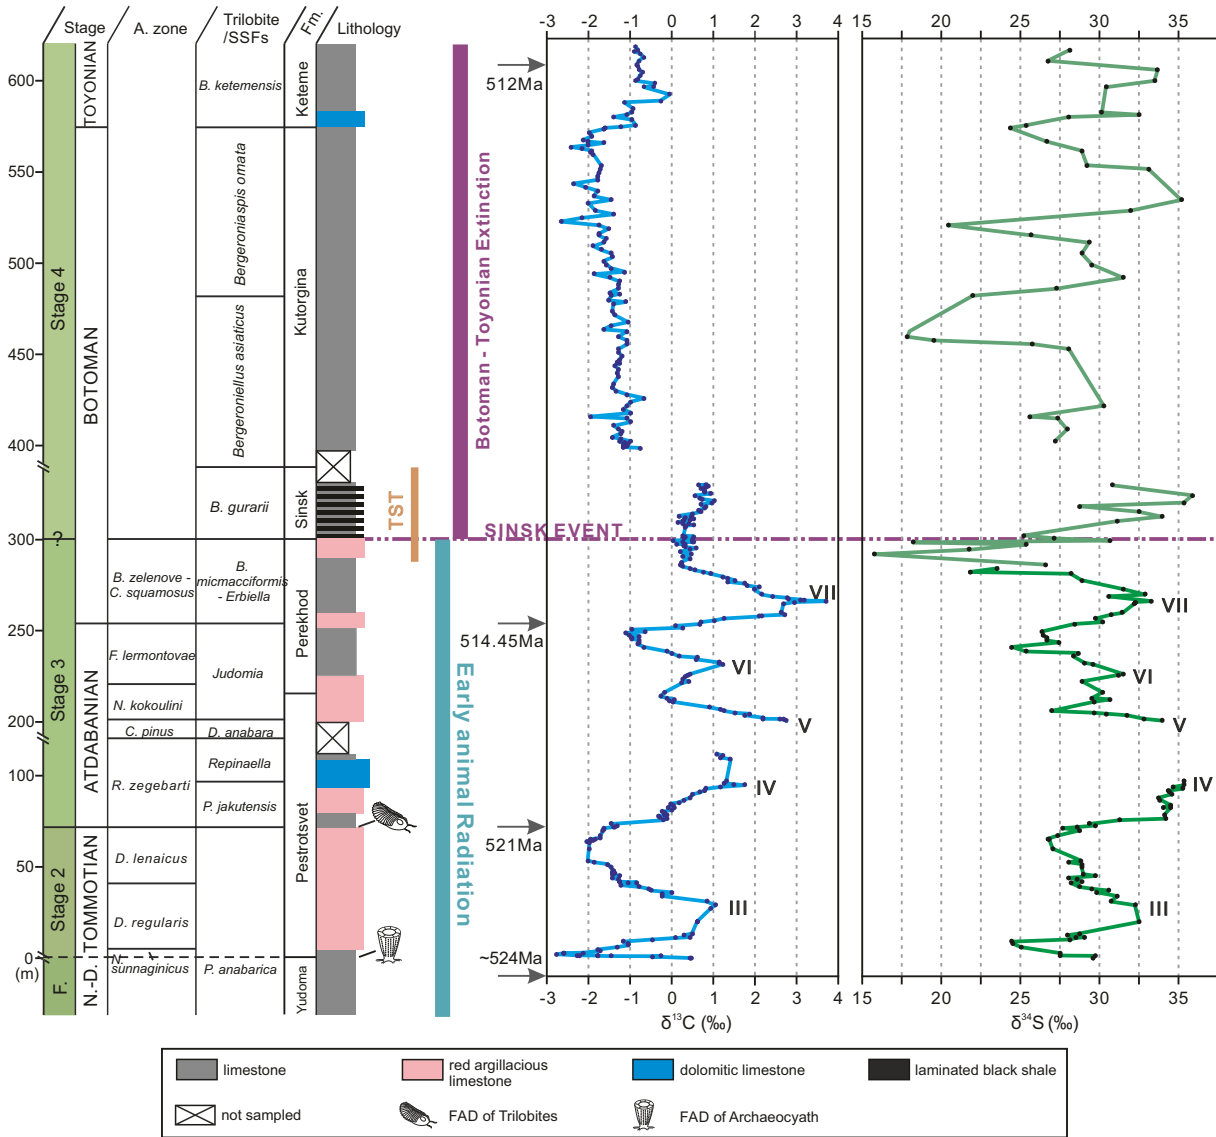 Stage
A. zone
Trilobite
/SSFs
Fm.
Lithology
-3 -2 -1 0 1 2 3 4
15 20 25 30 35
600
550
500
450
400
300
250
200
100
50
0
(m)
Stage 4
?
Stage 3
Stage 2
F.
TOYONIAN
BOTOMAN
ATDABANIAN
TOMMOTIAN
N.-D.
B. zelenove -
C. squamosus
F. lermontovae
N. kokoulini
C. pinus
R. zegebarti
D. lenaicus
D. regularis
N.
sunnaginicus
B. ketemensis
Bergeroniaspis ornata
Bergeroniellus asiaticus
B. gurarii
B.
micmacciformis
- Erbiella
Judomia
D. anabara
Repinaella
P. jakutensis
P. anabarica
Keteme
Kutorgina
Sinsk
Perekhod
Pestrotsvet
Yudoma
TST
Botoman - Toyonian Extinction
SINSK EVENT
Early animal Radiation
512Ma
514.45Ma
521Ma
~524Ma
VII
VI
V
IV
III
VII
VI
V
IV
III
-3 -2 -1 0 1 2 3 4
δ¹³C (‰)
15 20 25 30 35
δ³⁴S (‰)
limestone
red argillacious
limestone
dolomitic limestone
laminated black shale
not sampled
FAD of Trilobites
FAD of Archaeocyath